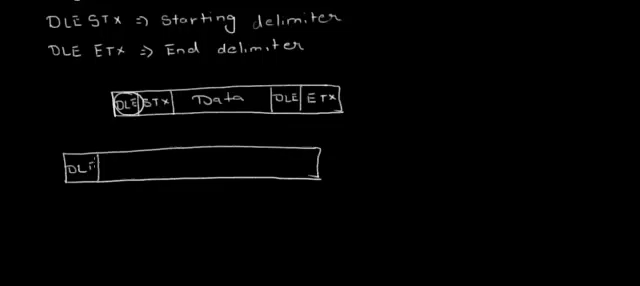 DLE STX => Starting delimiter
DLE ETX => End delimiter
DLE STX Data DLE ETX
DLE